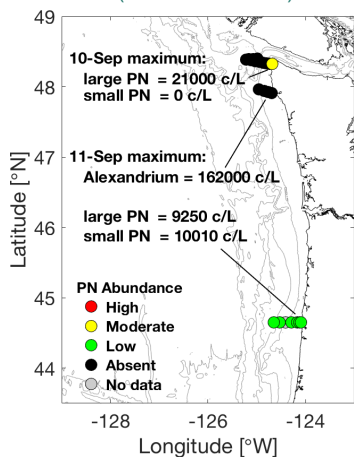 10-Sep maximum:
large PN = 21000 c/L
small PN = 0 c/L
11-Sep maximum:
Alexandrium = 162000 c/L
large PN = 9250 c/L
small PN = 10010 c/L
PN Abundance
High
Moderate
Low
Absent
No data
Latitude [°N]
49
48
47
46
45
44
-128
-126
-124
Longitude [°W]